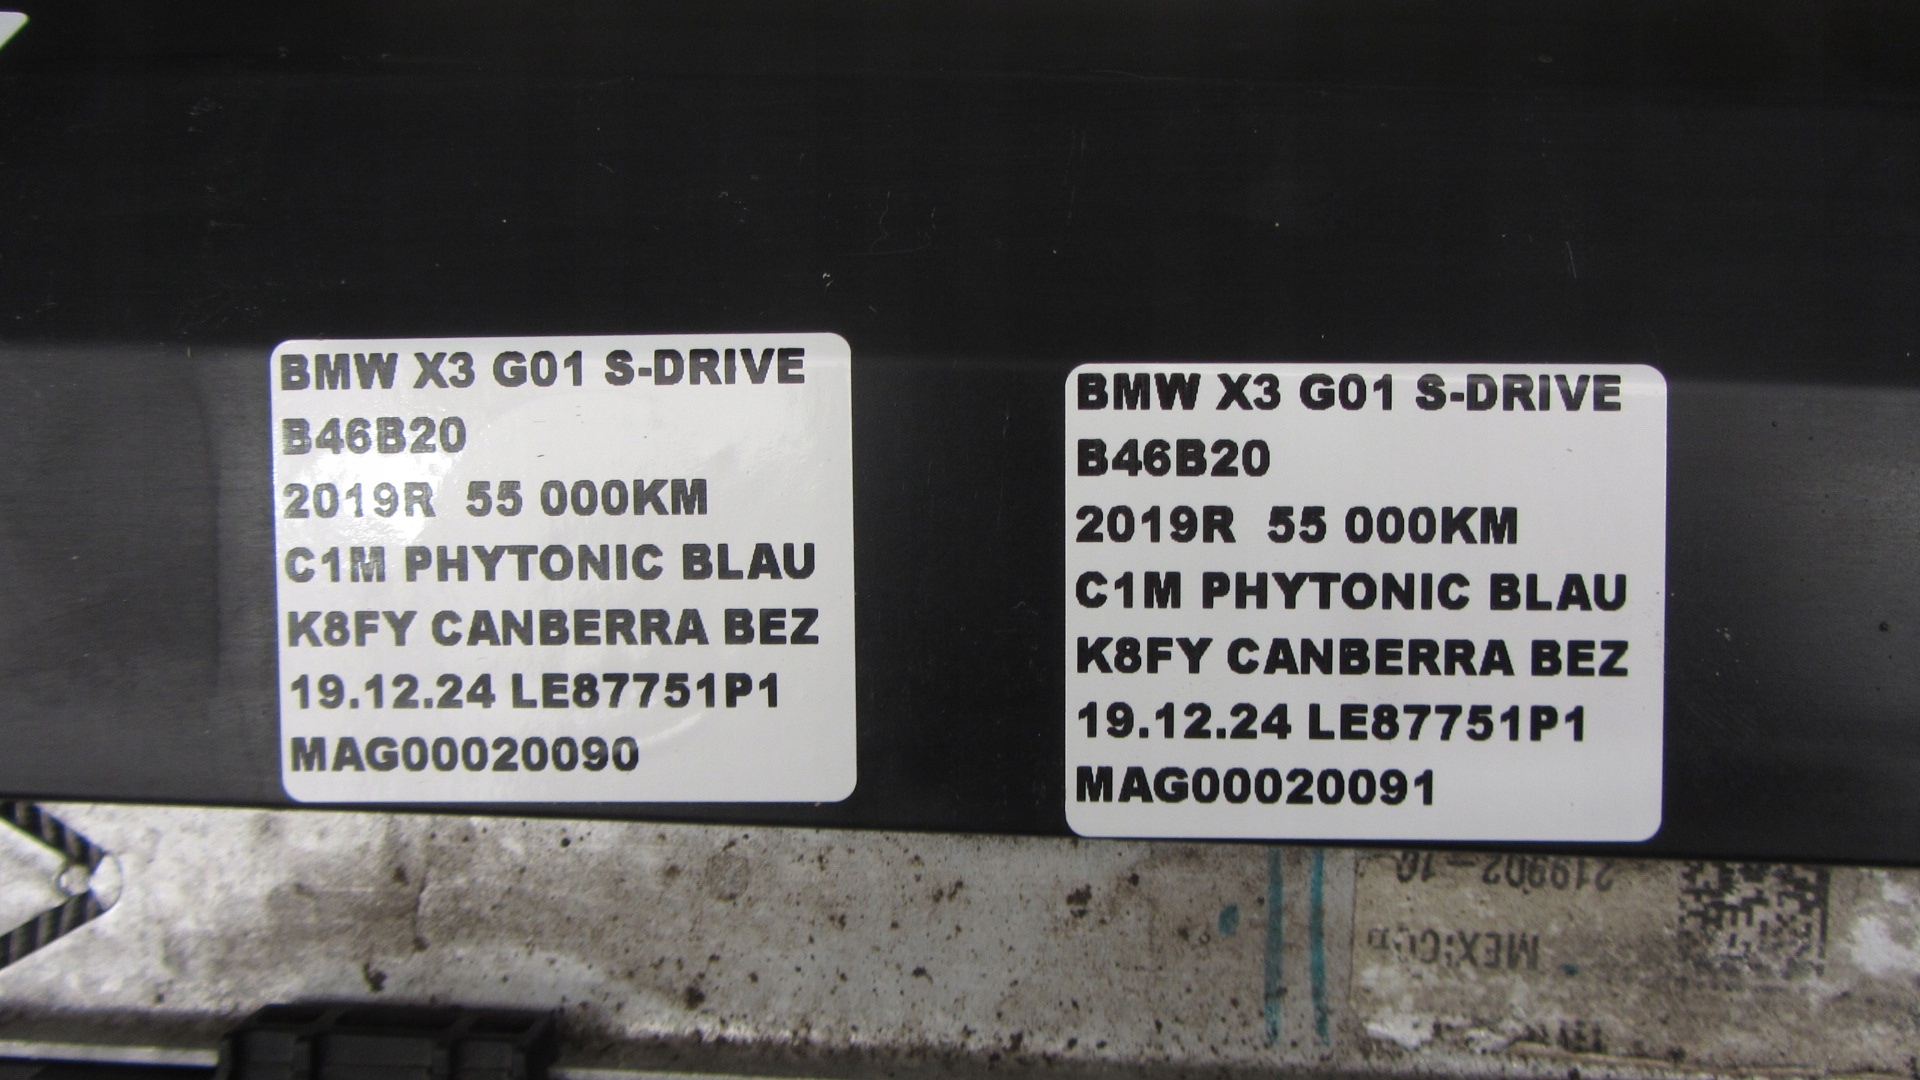 BMW X3 G01 S-DRIVE
B46B20
2019R 55 000KM
C1M PHYTONIC BLAU
K8FY CANBERRA BEZ
19.12.24 LE87751P1
MAG00020090
BMW X3 G01 S-DRIVE
B46B20
2019R 55 000KM
C1M PHYTONIC BLAU
K8FY CANBERRA BEZ
19.12.24 LE87751P1
MAG00020091
219902-10